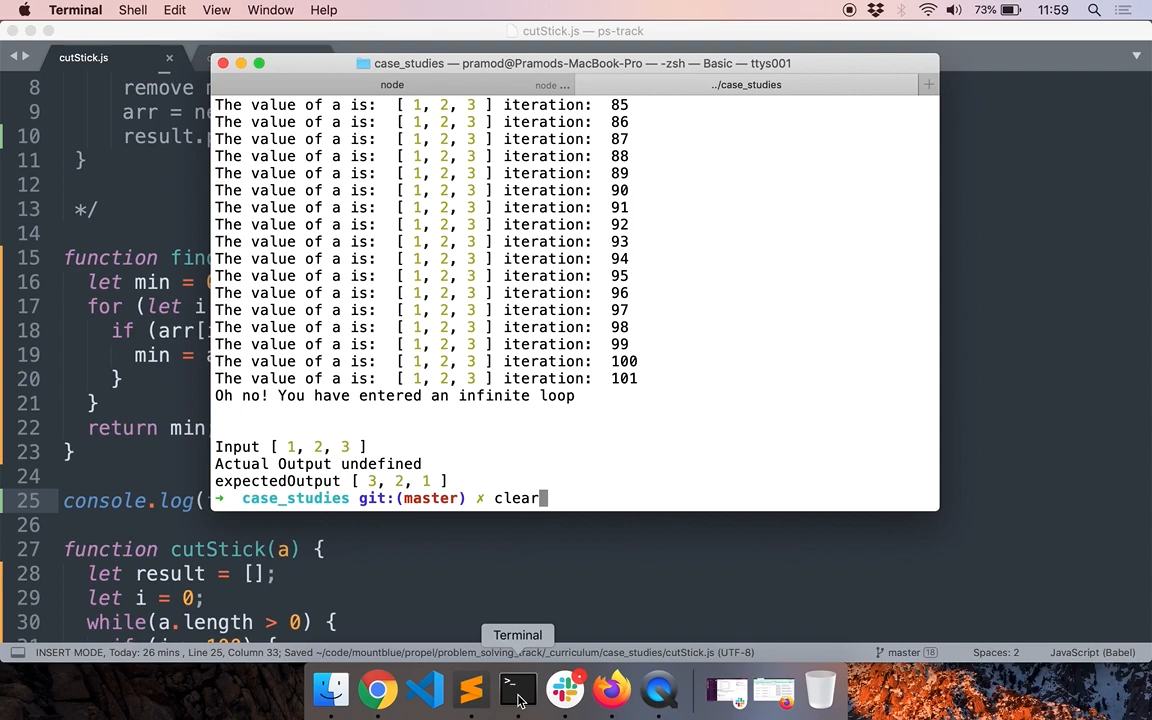 Terminal Shell Edit View Window Help 73% 11:59
cutStick.js — ps-track
cutStick.js
case_studies — pramod@Pramods-MacBook-Pro — -zsh — Basic — ttys001
node node ... ../case_studies +
The value of a is: [ 1, 2, 3 ] iteration: 85
The value of a is: [ 1, 2, 3 ] iteration: 86
The value of a is: [ 1, 2, 3 ] iteration: 87
The value of a is: [ 1, 2, 3 ] iteration: 88
The value of a is: [ 1, 2, 3 ] iteration: 89
The value of a is: [ 1, 2, 3 ] iteration: 90
The value of a is: [ 1, 2, 3 ] iteration: 91
The value of a is: [ 1, 2, 3 ] iteration: 92
The value of a is: [ 1, 2, 3 ] iteration: 93
The value of a is: [ 1, 2, 3 ] iteration: 94
The value of a is: [ 1, 2, 3 ] iteration: 95
The value of a is: [ 1, 2, 3 ] iteration: 96
The value of a is: [ 1, 2, 3 ] iteration: 97
The value of a is: [ 1, 2, 3 ] iteration: 98
The value of a is: [ 1, 2, 3 ] iteration: 99
The value of a is: [ 1, 2, 3 ] iteration: 100
The value of a is: [ 1, 2, 3 ] iteration: 101
Oh no! You have entered an infinite loop
Input [ 1, 2, 3 ]
Actual Output undefined
expectedOutput [ 3, 2, 1 ]
➜ case_studies git:(master) ✗ clear
8 remove
9 arr =
10 result.
11 }
12
13 */
14
15 function
16 let min =
17 for (let i
18 if (arr[
19 min =
20 }
21 }
22 return min
23 }
24
25 console.log(
26
27 function cutStick(a) {
28 let result = [];
29 let i = 0;
30 while(a.length > 0) {
Terminal
INSERT MODE, Today: 26 mins , Line 25, Column 33; Saved ~/code/mountblue/propel/problem_solving_track/_curriculum/case_studies/cutStick.js (UTF-8) master 18 Spaces: 2 JavaScript (Babel)